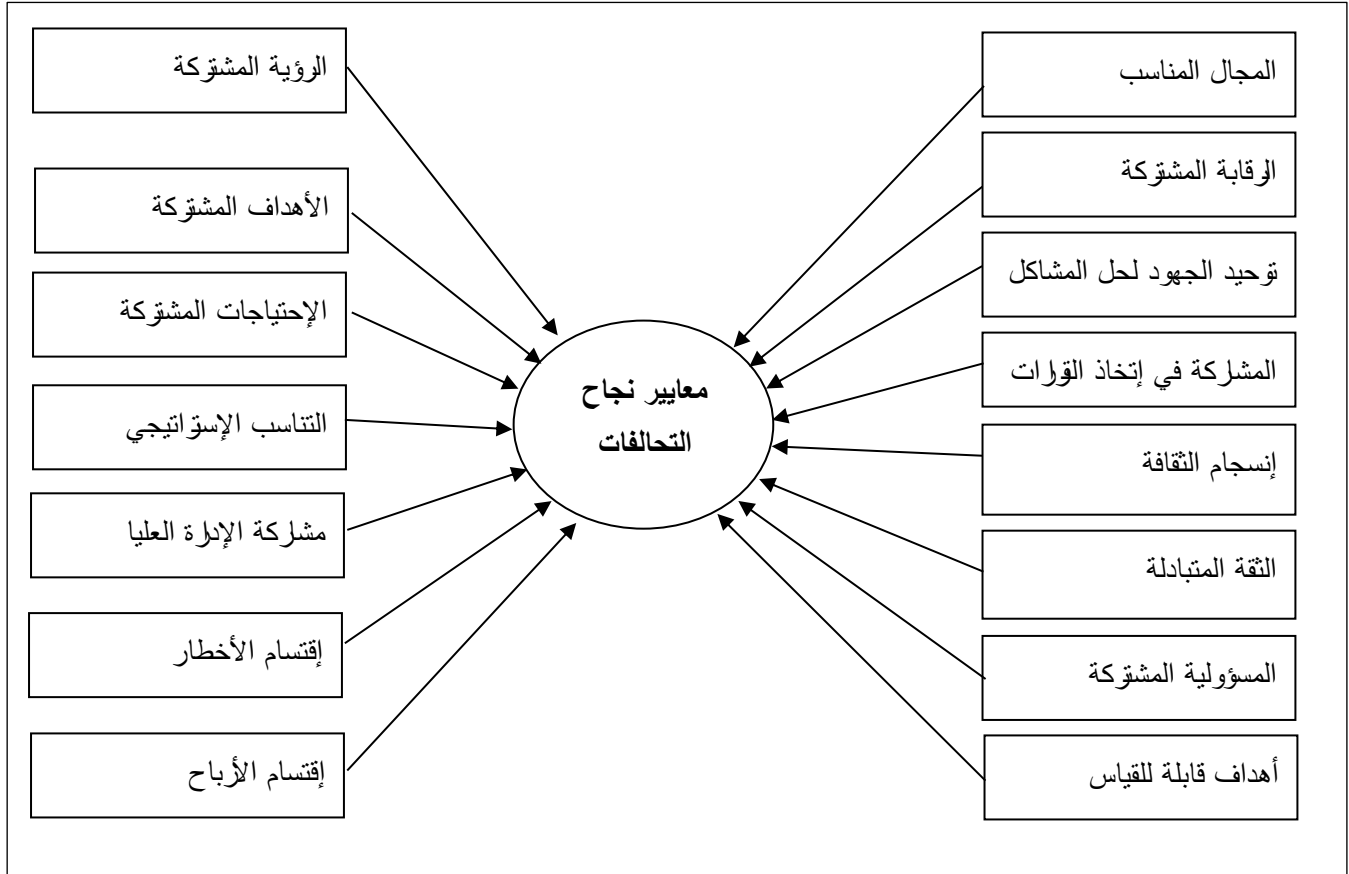 المجال المناسب
الرقابة المشتركة
توحيد الجهود لحل المشاكل
المشاركة في إتخاذ القرارات
إنسجام الثقافة
الثقة المتبادلة
المسؤولية المشتركة
أهداف قابلة للقياس
معايير نجاح
التحالفات
الرؤية المشتركة
الأهداف المشتركة
الإحتياجات المشتركة
التناسب الإستراتيجي
مشاركة الإدارة العليا
إقتسام الأخطار
إقتسام الأرباح